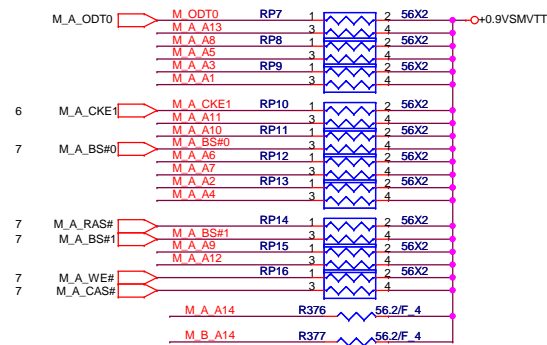 M_A_ODT0 M_ODT0 RP7 1 2 56X2 +0.9VSMVTT
M_A_A13 3 4
M_A_A8 RP8 1 2 56X2
M_A_A5 3 4
M_A_A3 RP9 1 2 56X2
M_A_A1 3 4
6 M_A_CKE1 M_A_CKE1 RP10 1 2 56X2
M_A_A11 3 4
M_A_A10 RP11 1 2 56X2
7 M_A_BS#0 M_A_BS#0 3 4
M_A_A6 RP12 1 2 56X2
M_A_A7 3 4
M_A_A2 RP13 1 2 56X2
M_A_A4 3 4
7 M_A_RAS# RP14 1 2 56X2
7 M_A_BS#1 M_A_BS#1 3 4
M_A_A9 RP15 1 2 56X2
M_A_A12 3 4
7 M_A_WE# RP16 1 2 56X2
7 M_A_CAS# 3 4
M_A_A14 R376 56.2/F_4
M_B_A14 R377 56.2/F_4